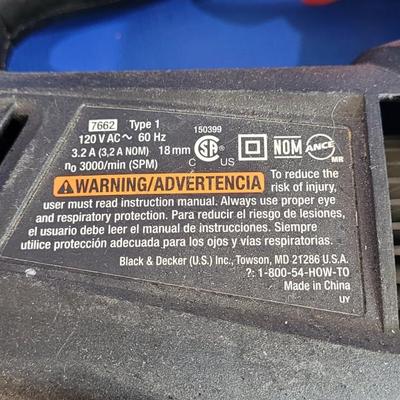 7662 Type 1
120 V AC ~ 60 Hz
3.2 A (3,2 A NOM) 18 mm
n₀ 3000/min (SPM)
150399
C SA US
NOM ANCE
MR
WARNING/ADVERTENCIA To reduce the
risk of injury,
user must read instruction manual. Always use proper eye
and respiratory protection. Para reducir el riesgo de lesiones,
el usuario debe leer el manual de instrucciones. Siempre
utilice protección adecuada para los ojos y vías respiratorias.
Black & Decker (U.S.) Inc., Towson, MD 21286 U.S.A.
?: 1-800-54-HOW-TO
Made in China
UY